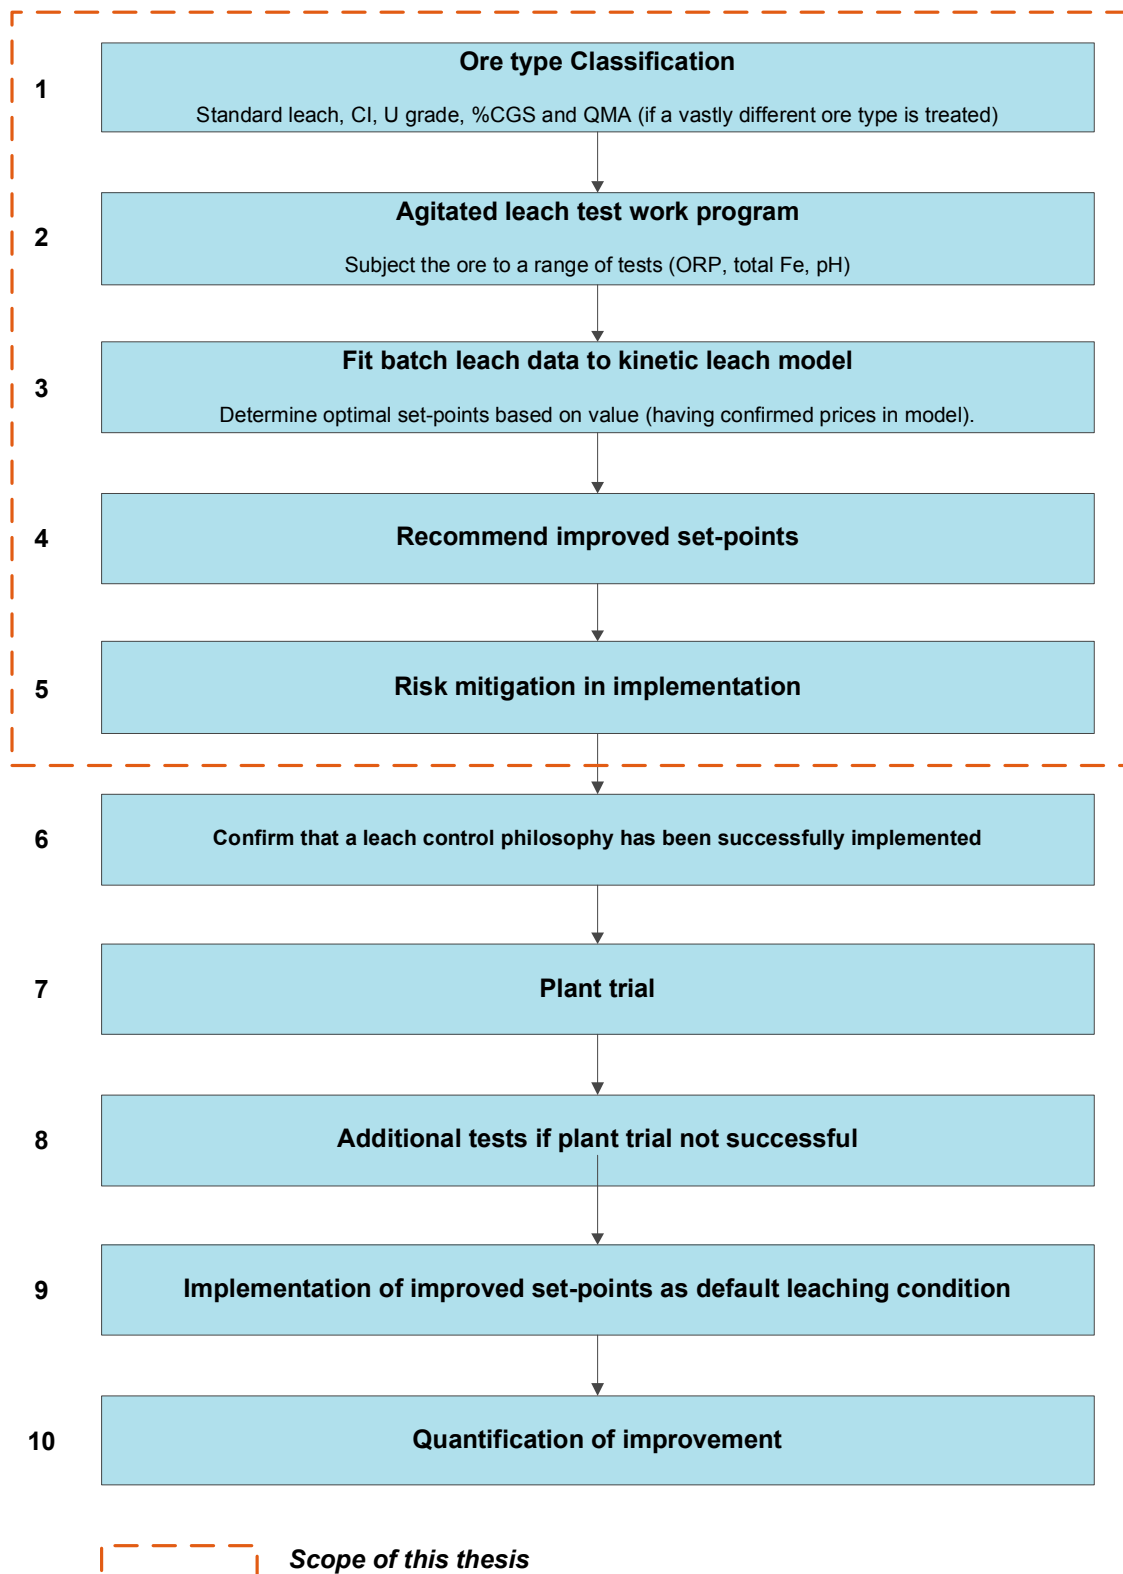 1
Ore type Classification
Standard leach, CI, U grade, %CGS and QMA (if a vastly different ore type is treated)
2
Agitated leach test work program
Subject the ore to a range of tests (ORP, total Fe, pH)
3
Fit batch leach data to kinetic leach model
Determine optimal set-points based on value (having confirmed prices in model).
4
Recommend improved set-points
5
Risk mitigation in implementation
6
Confirm that a leach control philosophy has been successfully implemented
7
Plant trial
8
Additional tests if plant trial not successful
9
Implementation of improved set-points as default leaching condition
10
Quantification of improvement
Scope of this thesis